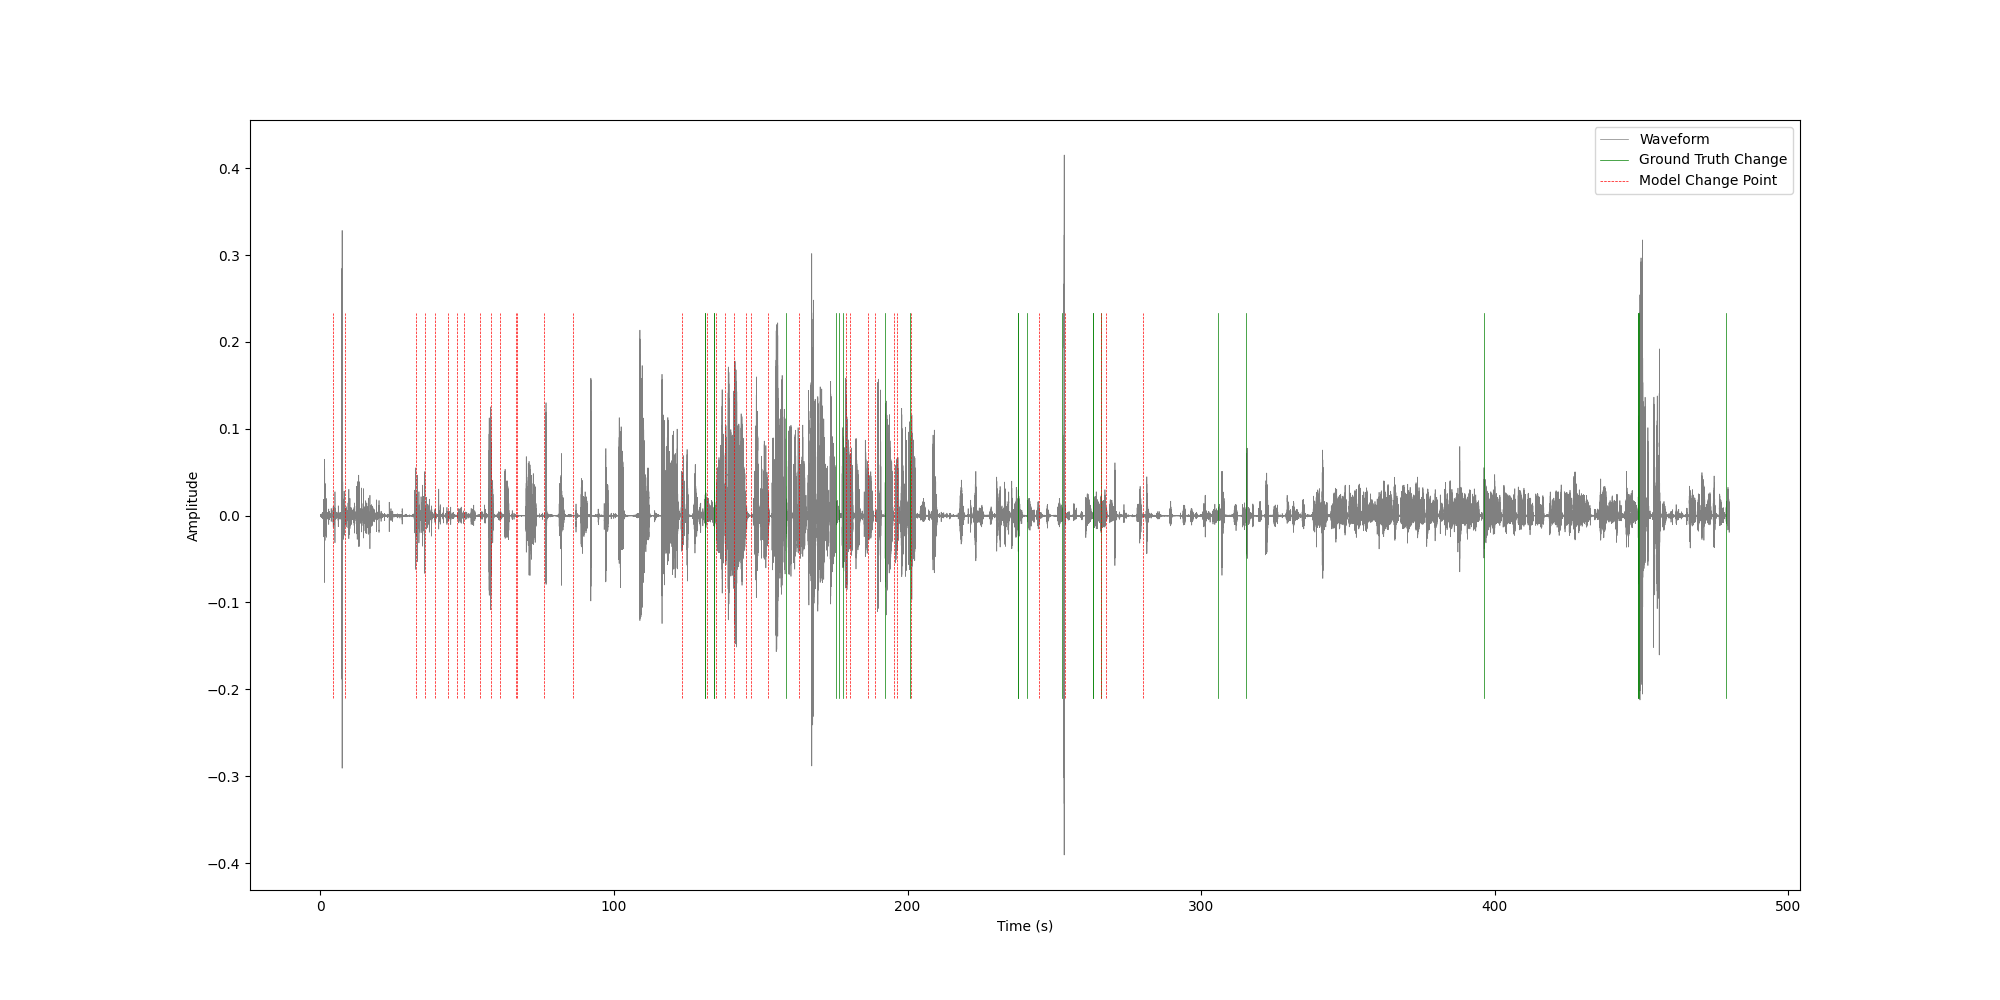 Waveform
Ground Truth Change
Model Change Point
0.4
0.3
0.2
0.1
0.0
−0.1
−0.2
−0.3
−0.4
Amplitude
0 100 200 300 400 500
Time (s)